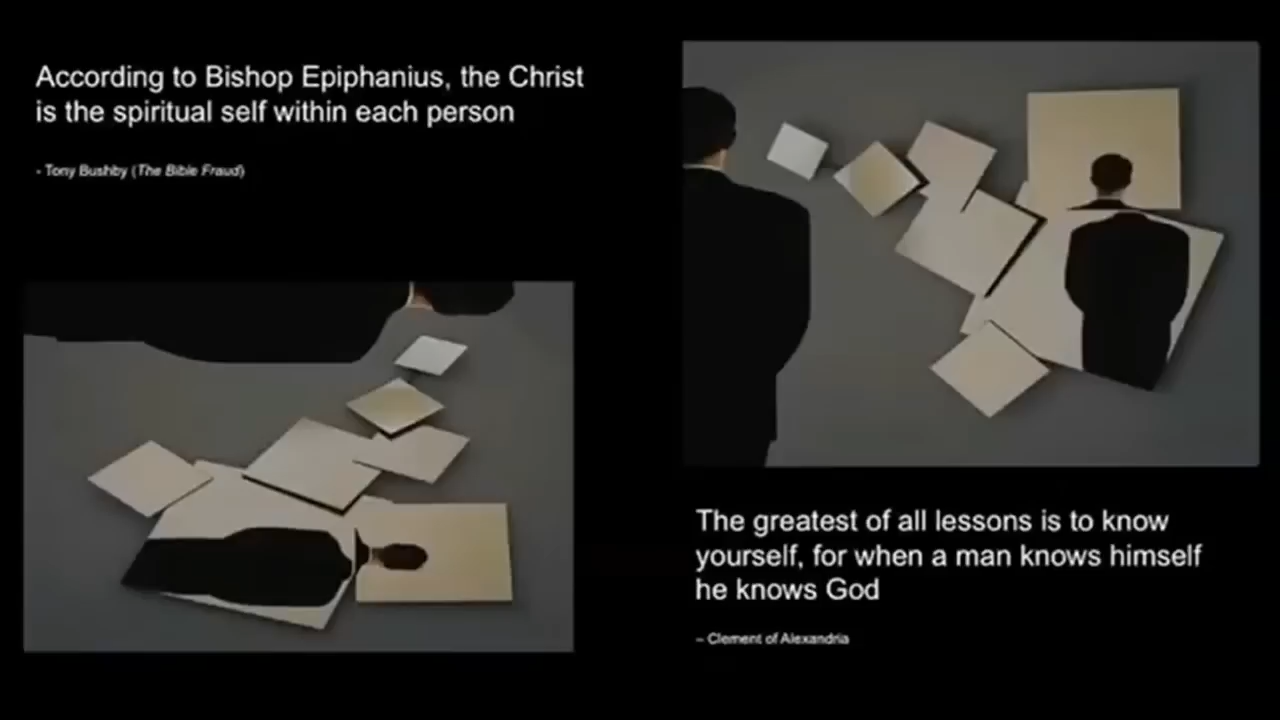 According to Bishop Epiphanius, the Christ
is the spiritual self within each person
- Tony Bushby (The Bible Fraud)
The greatest of all lessons is to know
yourself, for when a man knows himself
he knows God
– Clement of Alexandria